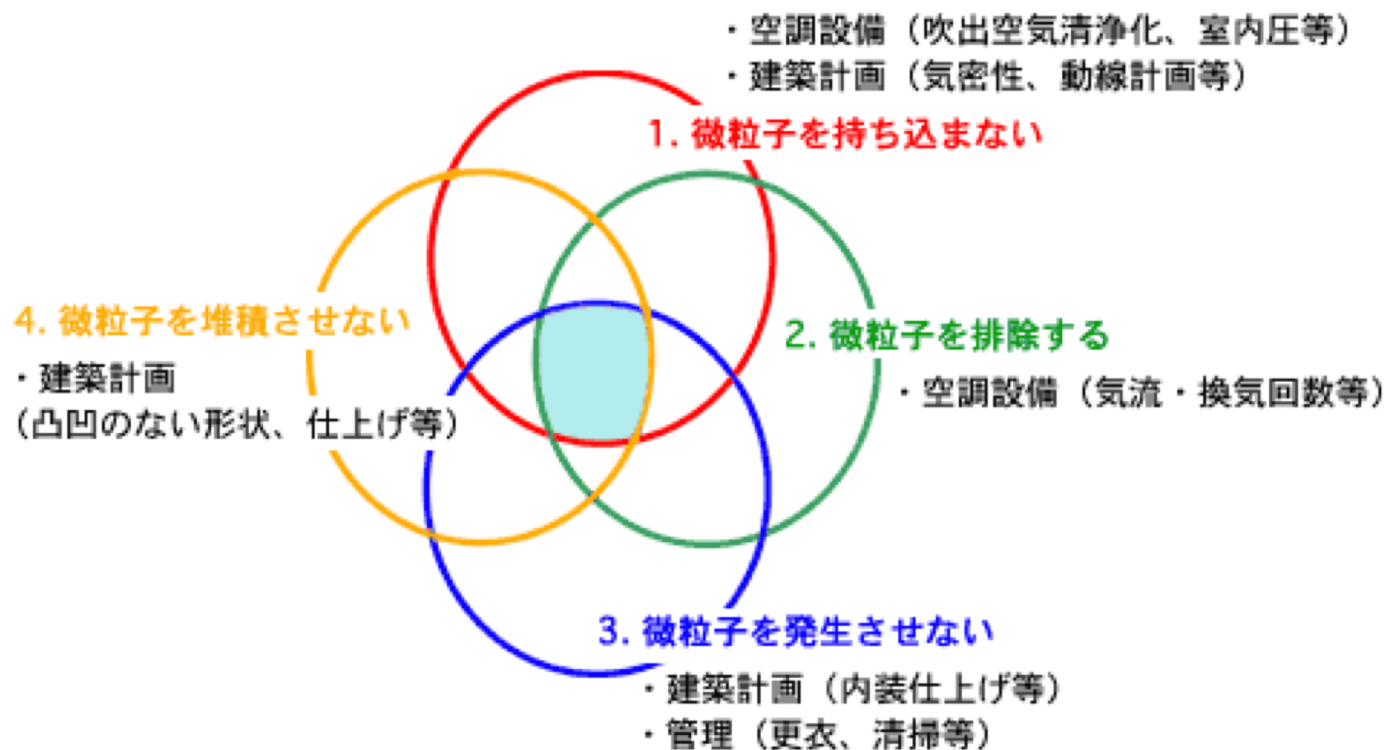 ・空調設備（吹出空気清浄化、室内圧等）
・建築計画（気密性、動線計画等）
1. 微粒子を持ち込まない
4. 微粒子を堆積させない
・建築計画
（凸凹のない形状、仕上げ等）
2. 微粒子を排除する
・空調設備（気流・換気回数等）
3. 微粒子を発生させない
・建築計画（内装仕上げ等）
・管理（更衣、清掃等）